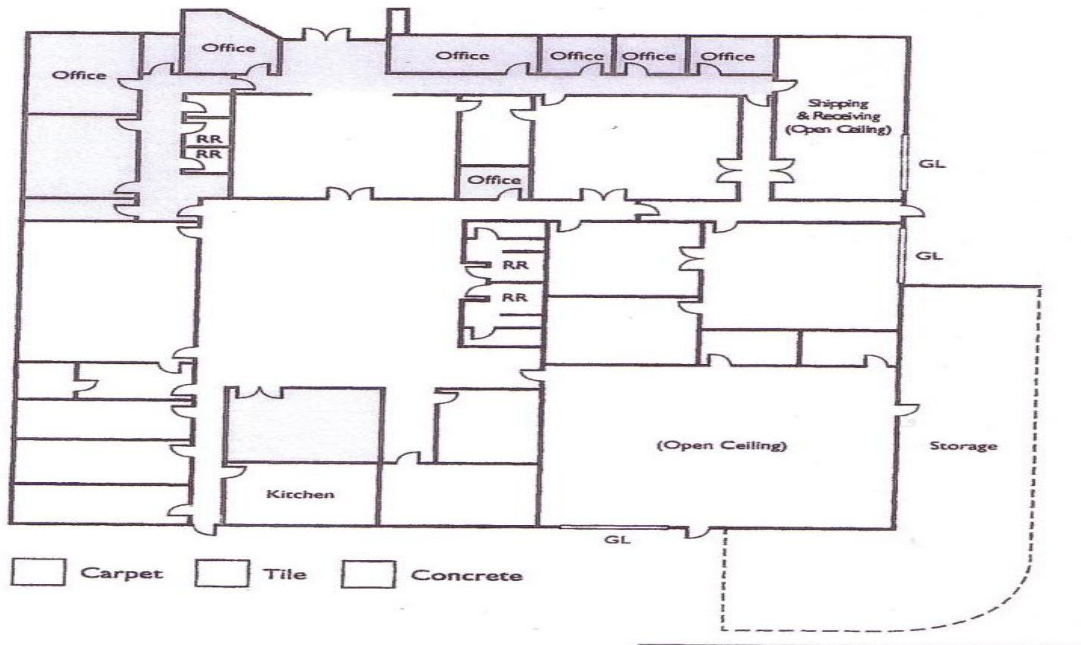 Office
Office
Office
Office
Office
Office
Shipping
& Receiving
(Open Ceiling)
RR
RR
GL
Office
GL
RR
RR
(Open Ceiling)
Storage
Kitchen
GL
Carpet
Tile
Concrete